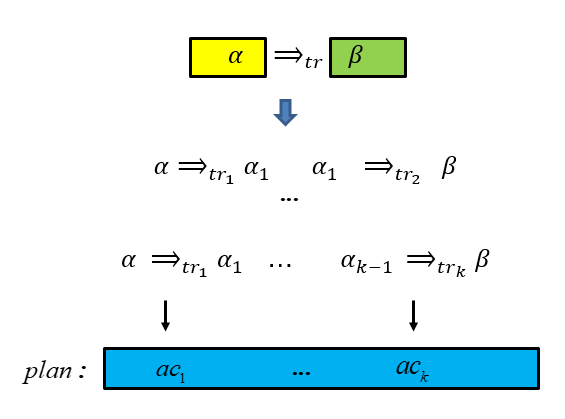 α ⟹tr β
α ⟹tr₁ α₁ α₁ ⟹tr₂ β
...
α ⟹tr₁ α₁ … αₖ₋₁ ⟹trₖ β
plan: ac₁ ... acₖ